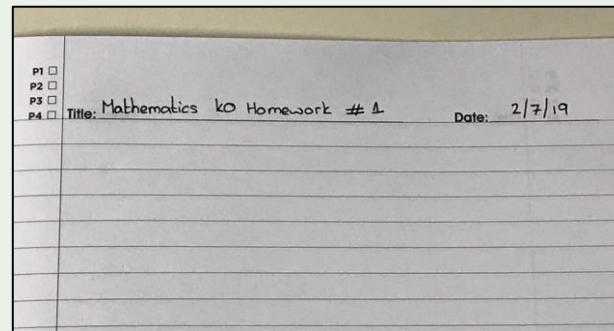 P1 □
P2 □
P3 □
P4 □
Title: Mathematics KO Homework # 1 Date: 2/7/19